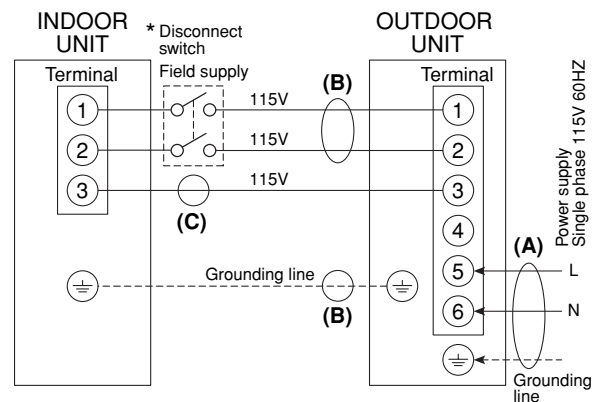 INDOOR
UNIT
* Disconnect
switch
Field supply
OUTDOOR
UNIT
Terminal
Terminal
1
115V
(B)
1
2
115V
2
3
115V
3
(C)
4
Power supply
Single phase 115V 60HZ
(A)
5
L
Grounding line
(B)
6
N
Grounding
line